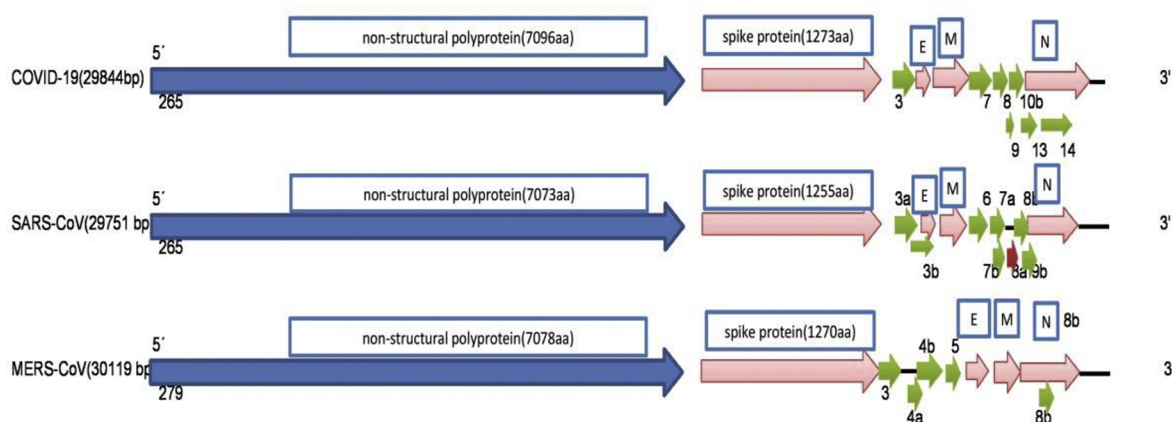 non-structural polyprotein(7096aa) spike protein(1273aa) E M N
5´
COVID-19(29844bp) 3'
265 3 7 8 10b
9 13 14
non-structural polyprotein(7073aa) spike protein(1255aa) 3a E M 6 7a 8b N
5´
SARS-CoV(29751 bp 3'
265 3b 7b 8a 9b
non-structural polyprotein(7078aa) spike protein(1270aa) E M N 8b
5´ 4b 5
MERS-CoV(30119 bp 3
279 3 4a 8b